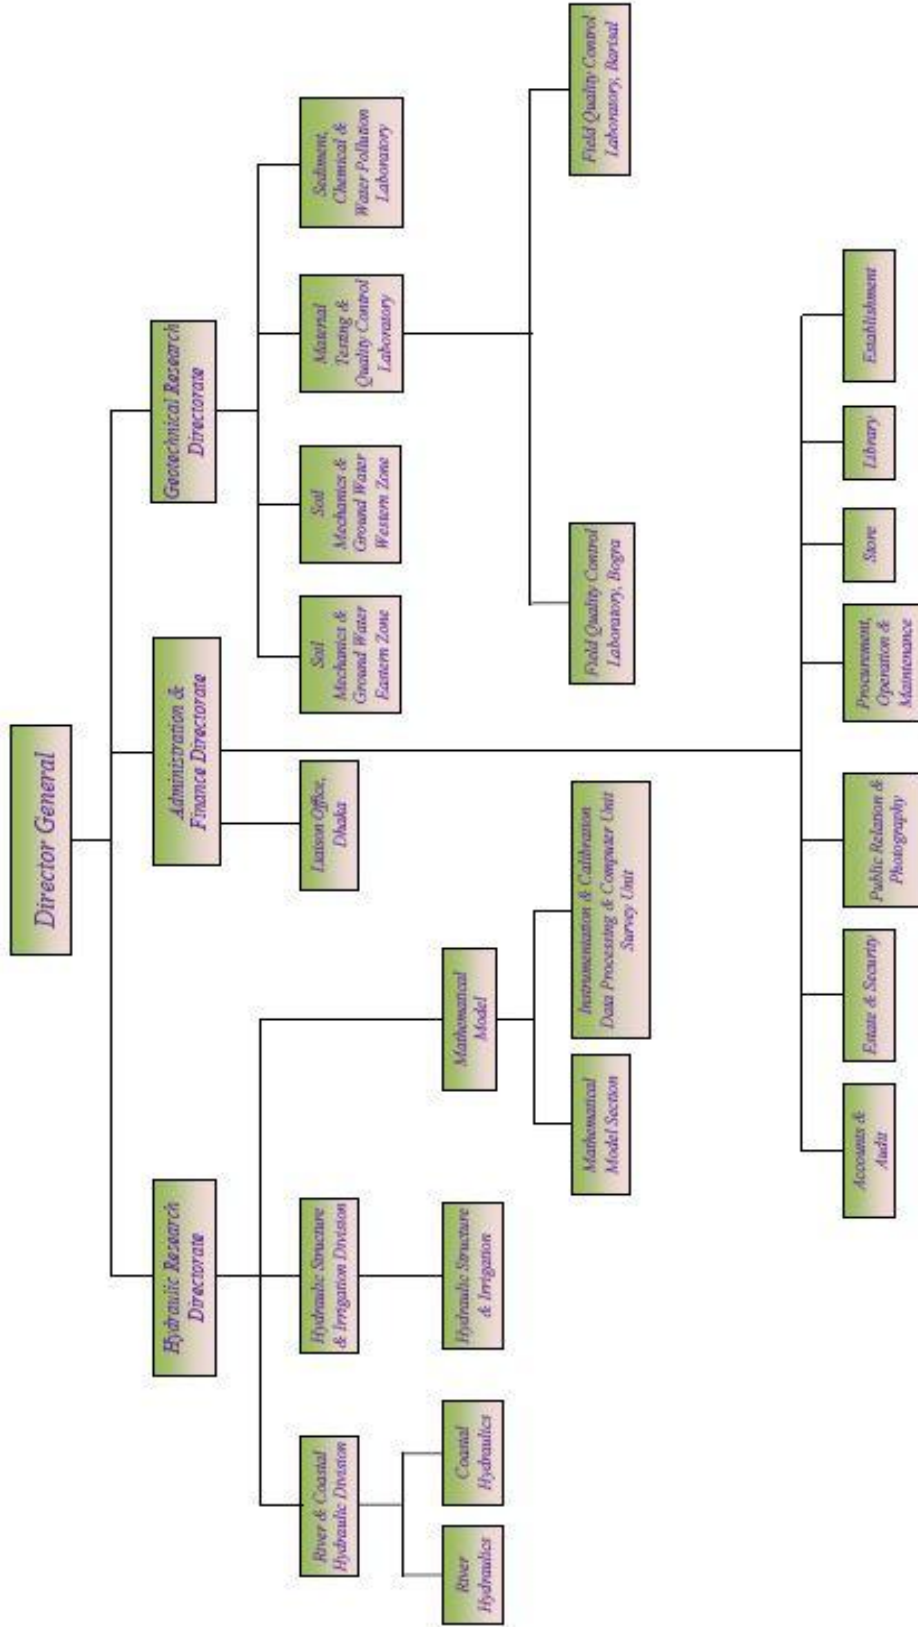 Director General
Hydraulic Research
Directorate
Administration &
Finance Directorate
Geotechnical Research
Directorate
River & Coastal
Hydraulic Division
Hydraulic Structure
& Irrigation Division
Liaison Office,
Dhaka
Soil
Mechanics &
Ground Water
Eastern Zone
Soil
Mechanics &
Ground Water
Western Zone
Material
Testing &
Quality Control
Laboratory
Sediment,
Chemical &
Water Pollution
Laboratory
River
Hydraulics
Coastal
Hydraulics
Hydraulic Structure
& Irrigation
Mathematical
Model
Mathematical
Model Section
Instrumentation & Calibration
Data Processing & Computer Unit
Survey Unit
Field Quality Control
Laboratory, Bogra
Field Quality Control
Laboratory, Barisal
Accounts &
Audit
Estate & Security
Public Relation &
Photography
Procurement,
Operation &
Maintenance
Store
Library
Establishment